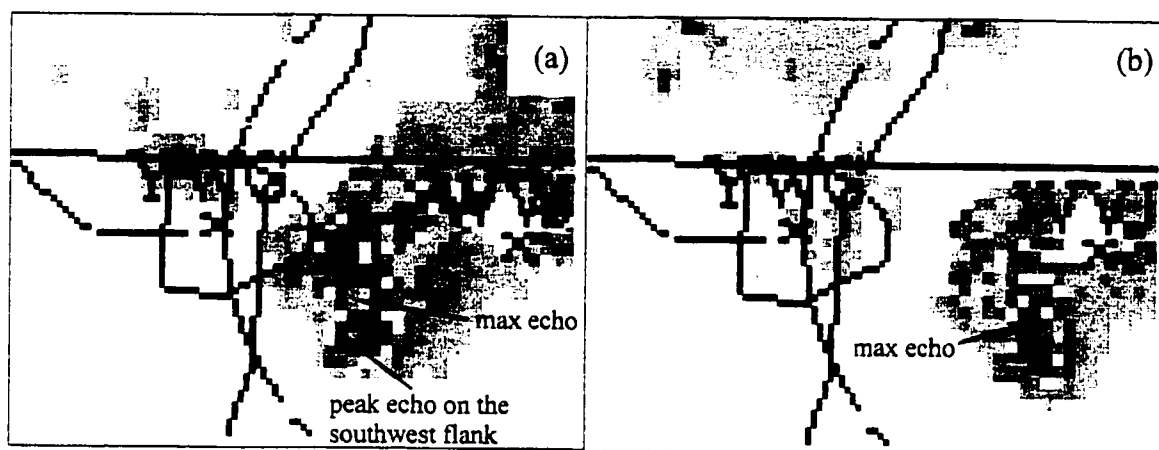 (a)
(b)
max echo
peak echo on the
southwest flank
max echo